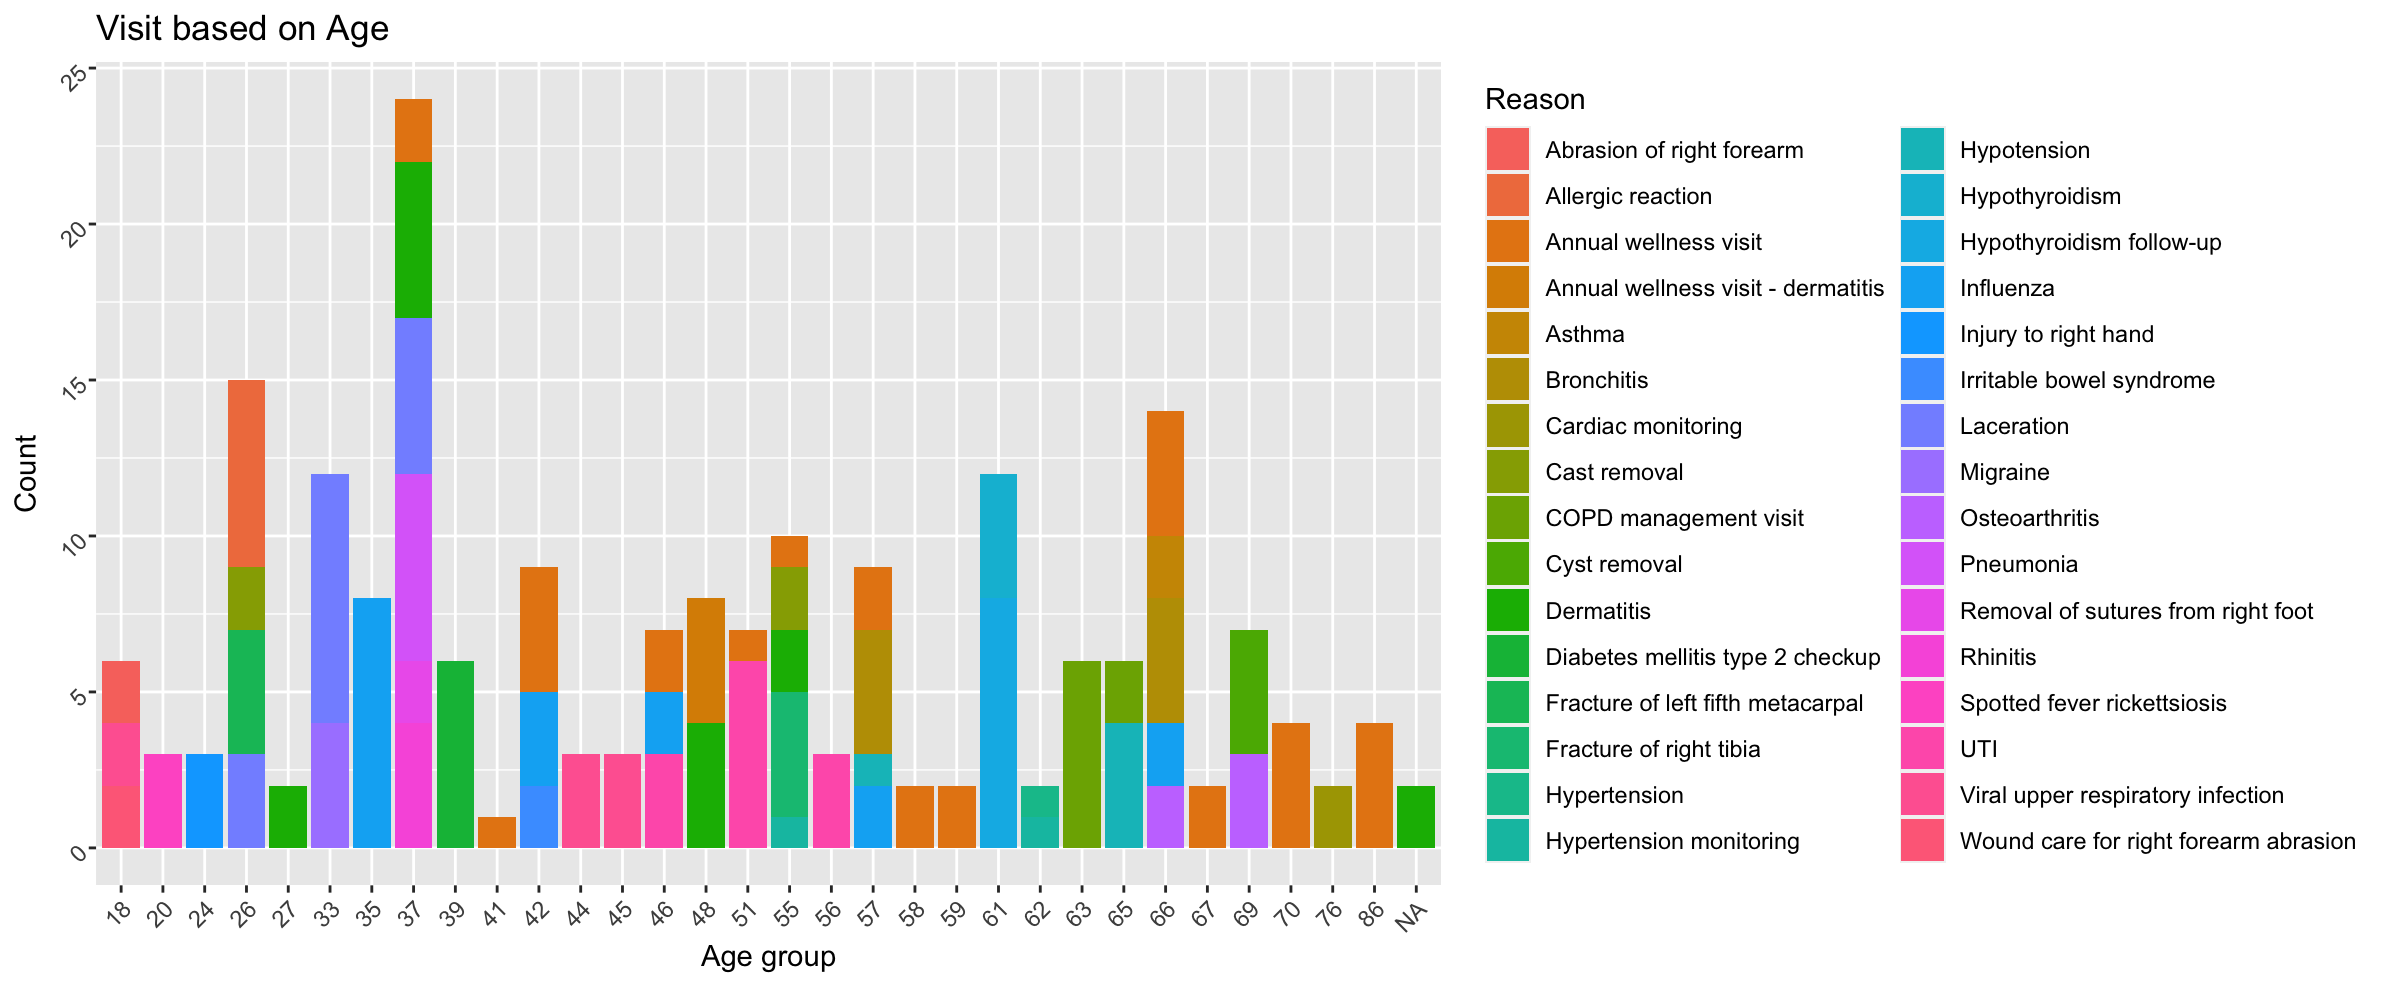 Visit based on Age
Count
25
20
15
10
5
0
18
20
24
26
27
33
35
37
39
41
42
44
45
46
48
51
55
56
57
58
59
61
62
63
65
66
67
69
70
76
86
NA
Age group
Reason
Abrasion of right forearm
Allergic reaction
Annual wellness visit
Annual wellness visit - dermatitis
Asthma
Bronchitis
Cardiac monitoring
Cast removal
COPD management visit
Cyst removal
Dermatitis
Diabetes mellitis type 2 checkup
Fracture of left fifth metacarpal
Fracture of right tibia
Hypertension
Hypertension monitoring
Hypotension
Hypothyroidism
Hypothyroidism follow-up
Influenza
Injury to right hand
Irritable bowel syndrome
Laceration
Migraine
Osteoarthritis
Pneumonia
Removal of sutures from right foot
Rhinitis
Spotted fever rickettsiosis
UTI
Viral upper respiratory infection
Wound care for right forearm abrasion